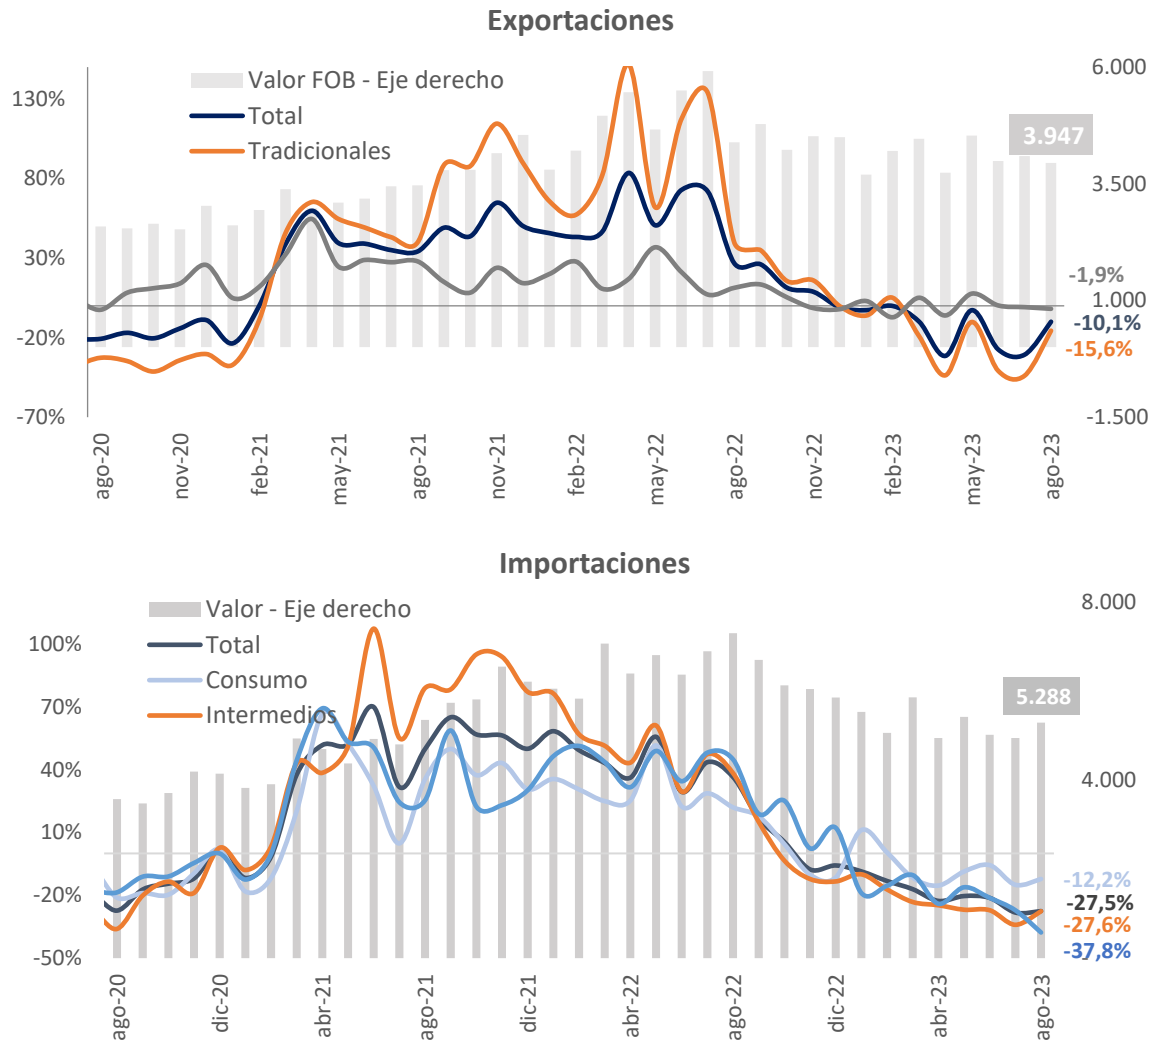 Exportaciones
Valor FOB - Eje derecho
Total
Tradicionales
130%
80%
30%
-20%
-70%
6.000
3.500
1.000
-1.500
3.947
-1,9%
-10,1%
-15,6%
ago-20
nov-20
feb-21
may-21
ago-21
nov-21
feb-22
may-22
ago-22
nov-22
feb-23
may-23
ago-23
Importaciones
Valor - Eje derecho
Total
Consumo
Intermedios
100%
70%
40%
10%
-20%
-50%
8.000
4.000
-
5.288
-12,2%
-27,5%
-27,6%
-37,8%
ago-20
dic-20
abr-21
ago-21
dic-21
abr-22
ago-22
dic-22
abr-23
ago-23